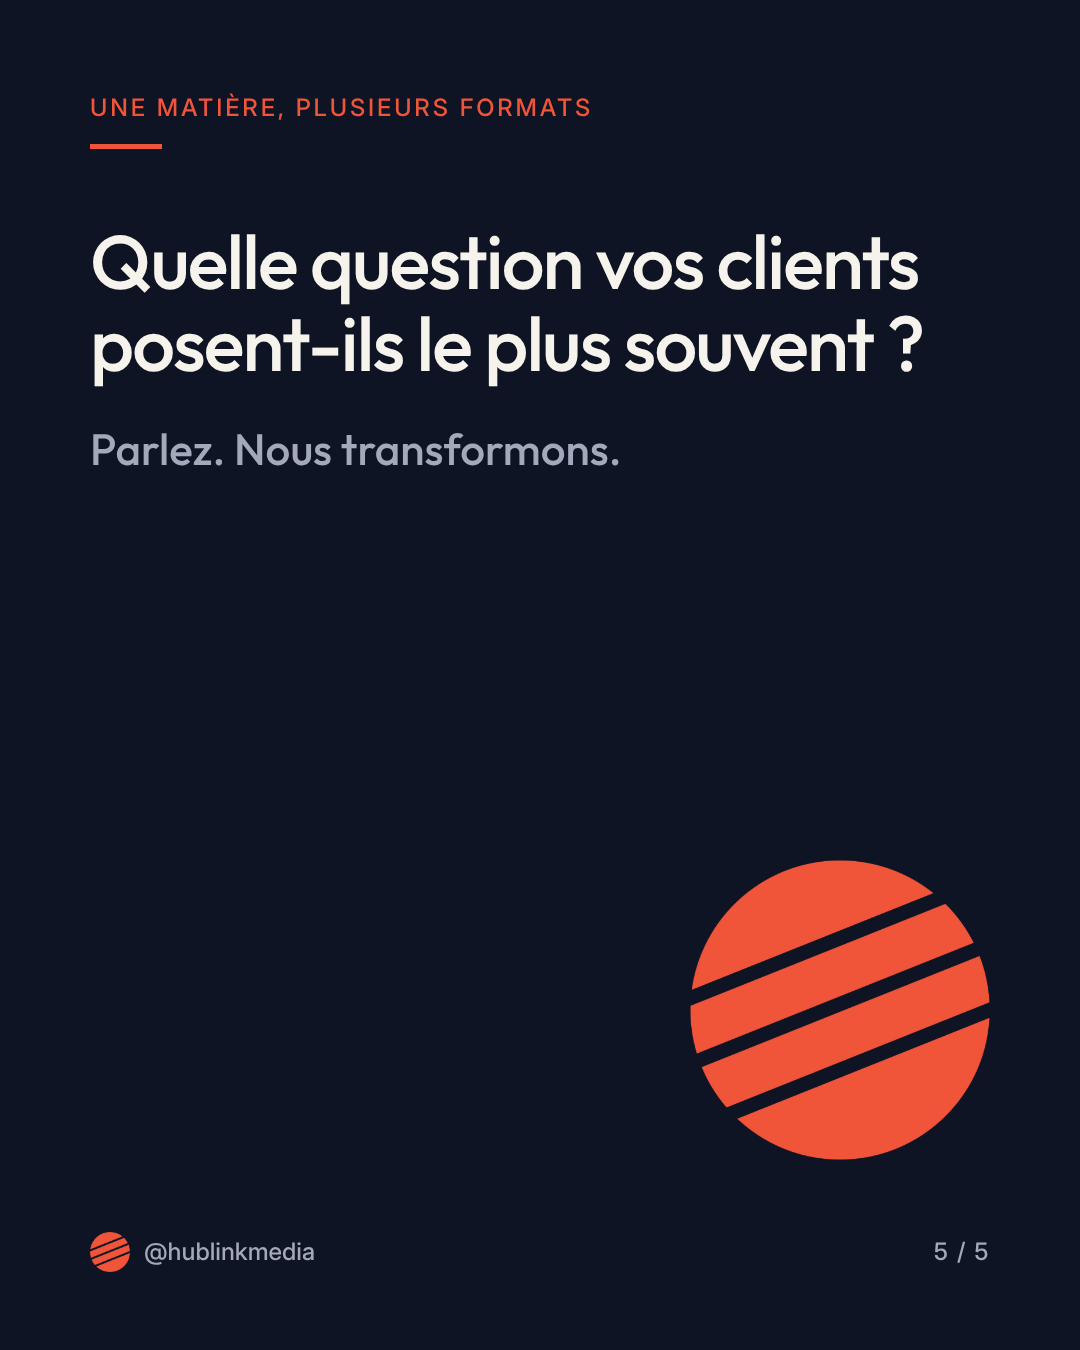 UNE MATIÈRE, PLUSIEURS FORMATS
Quelle question vos clients
posent-ils le plus souvent ?
Parlez. Nous transformons.
@hublinkmedia
5 / 5